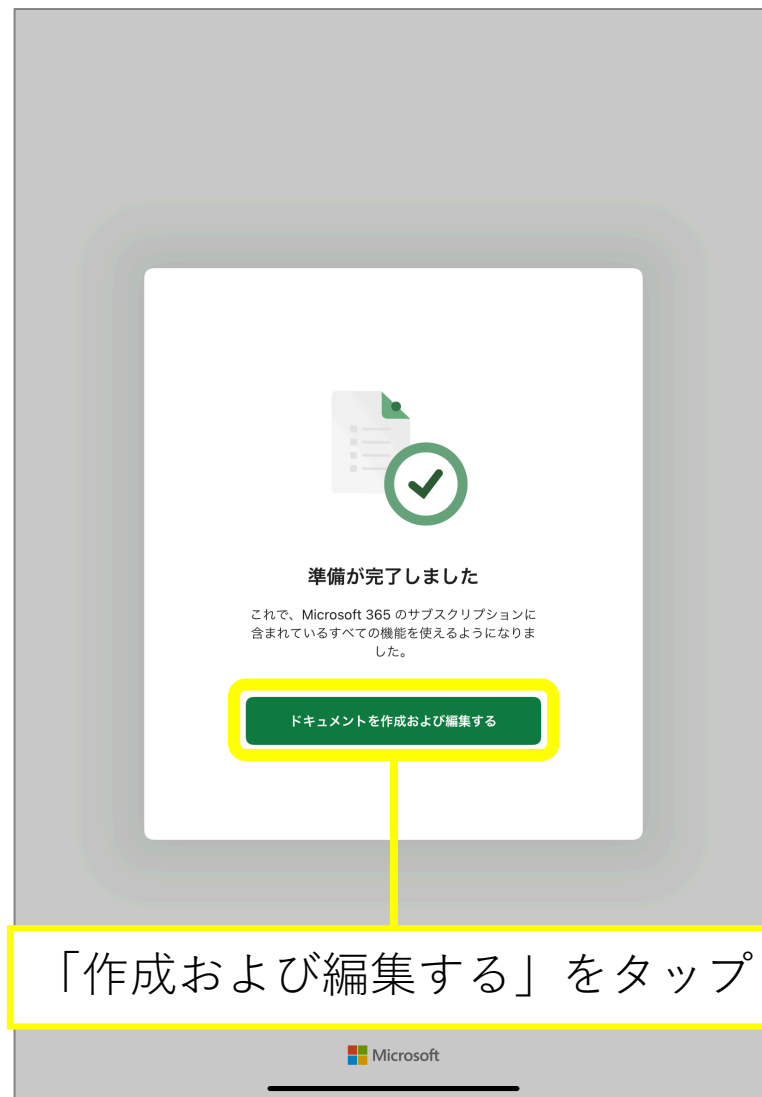 準備が完了しました
これで、Microsoft 365 のサブスクリプションに
含まれているすべての機能を使えるようになりま
した。
ドキュメントを作成および編集する
「作成および編集する」をタップ
Microsoft